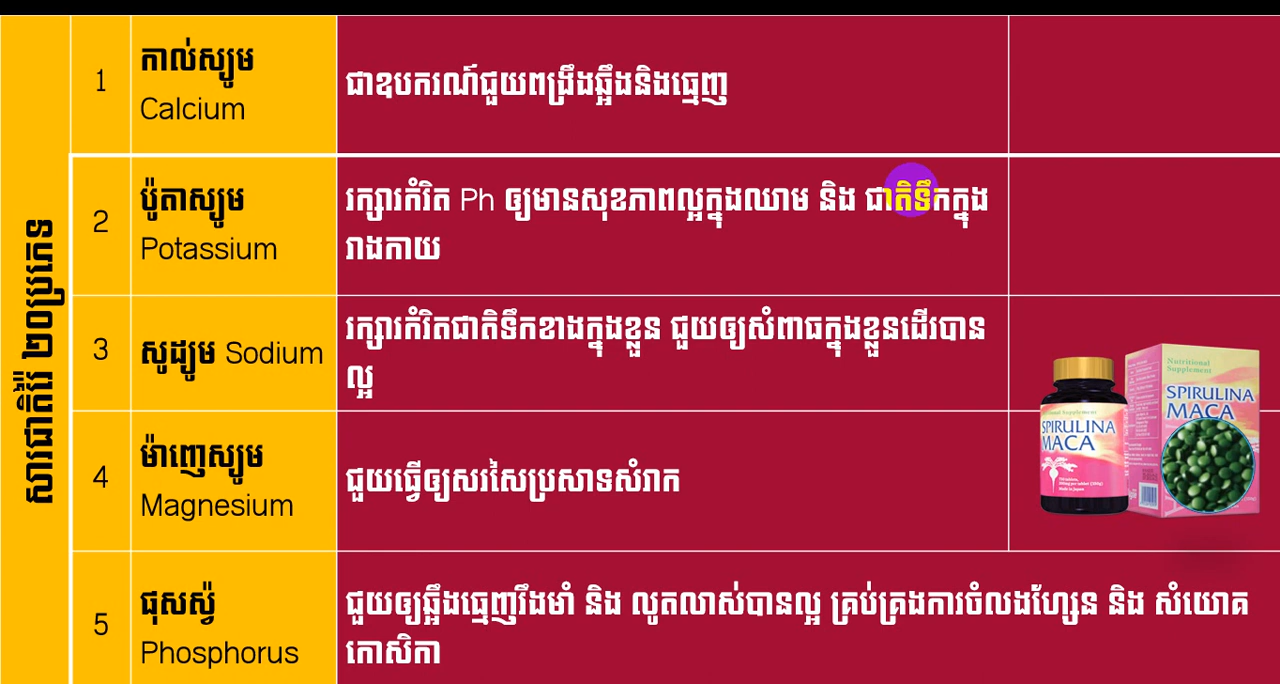 សារជាតិរ៉ែ ២០ប្រភេទ
1
កាល់ស្យូម
Calcium
ជាឧបករណ៍ជួយពង្រឹងឆ្អឹងនិងធ្មេញ
2
ប៉ូតាស្យូម
Potassium
រក្សារកំរិត Ph ឲ្យមានសុខភាពល្អក្នុងឈាម និង ជាតិទឹកក្នុង
រាងកាយ
3
សូដ្យូម Sodium
រក្សារកំរិតជាតិទឹកខាងក្នុងខ្លួន ជួយឲ្យសំពាធក្នុងខ្លួនដើរបាន
ល្អ
4
ម៉ាញេស្យូម
Magnesium
ជួយធ្វើឲ្យសរសៃប្រសាទសំរាក
5
ផុសស្វ័
Phosphorus
ជួយឲ្យឆ្អឹងធ្មេញរឹងមាំ និង លូតលាស់បានល្អ គ្រប់គ្រងការចំលងហ្សែន និង សំយោគ
កោសិកា
Nutritional Supplement
SPIRULINA
MACA
Made in Japan
Nutritional
Supplement
SPIRULINA
MACA